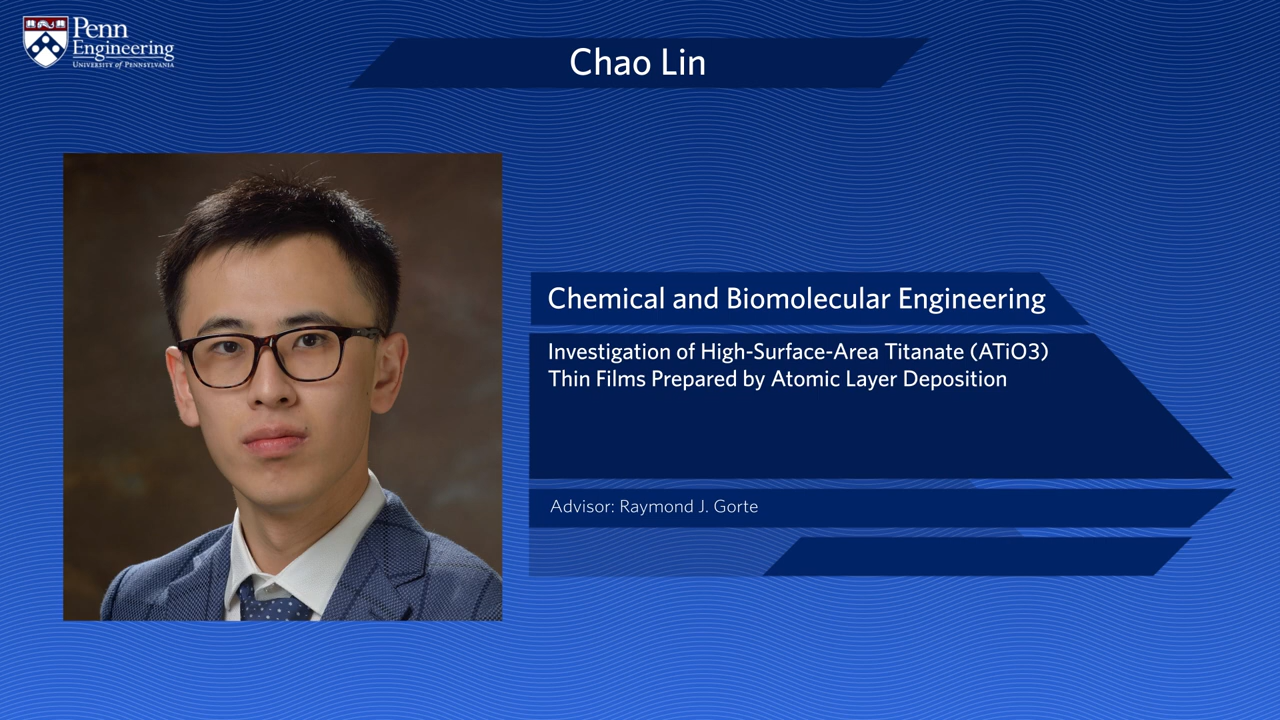 Penn
Engineering
UNIVERSITY of PENNSYLVANIA
Chao Lin
Chemical and Biomolecular Engineering
Investigation of High-Surface-Area Titanate (ATiO3)
Thin Films Prepared by Atomic Layer Deposition
Advisor: Raymond J. Gorte